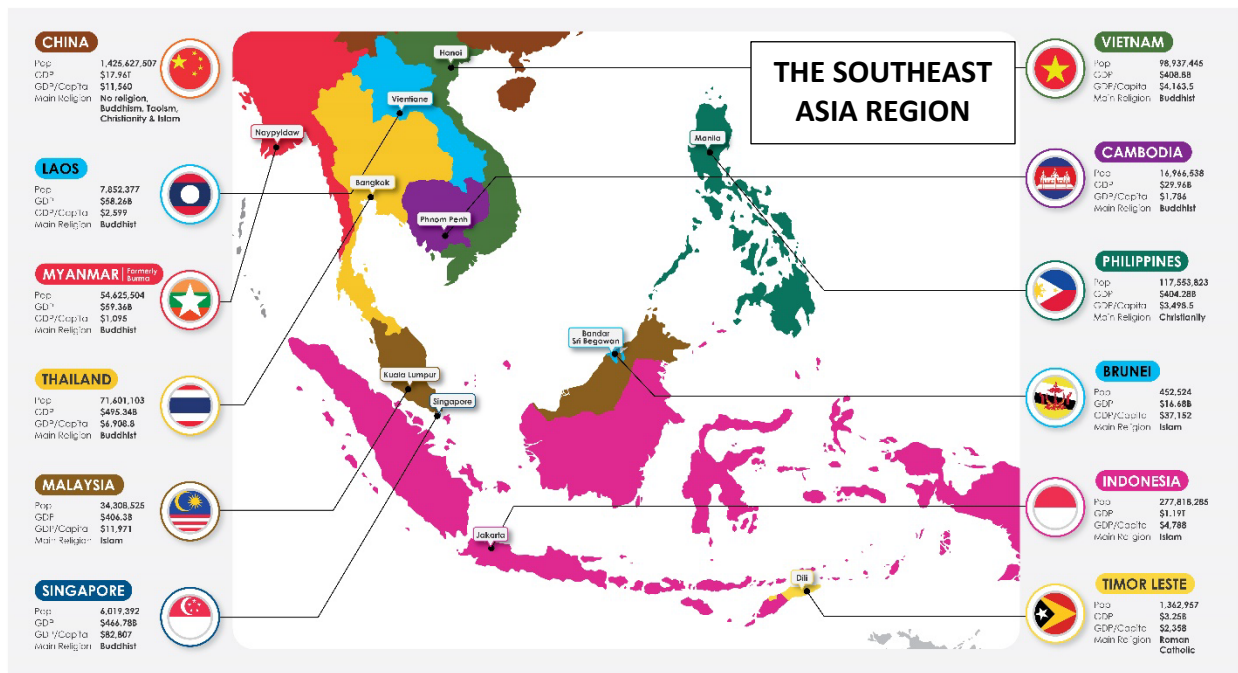 THE SOUTHEAST
ASIA REGION
CHINA
Pop 1,425,627,507
GDP $17.96T
GDP/Capita $11,560
Main Religion No religion,
Buddhism, Taoism,
Christianity & Islam
LAOS
Pop 7,852,377
GDP $58.26B
GDP/Capita $2,599
Main Religion Buddhist
MYANMAR | Formerly
Burma
Pop 54,625,504
GDP $59.36B
GDP/Capita $1,095
Main Religion Buddhist
THAILAND
Pop 71,601,103
GDP $495.34B
GDP/Capita $6,908.8
Main Religion Buddhist
MALAYSIA
Pop 34,308,525
GDP $406.3B
GDP/Capita $11,971
Main Religion Islam
SINGAPORE
Pop 6,019,392
GDP $466.78B
GDP/Capita $82,807
Main Religion Buddhist
Hanoi
Vientiane
Naypyidaw
Bangkok
Phnom Penh
Manila
Bandar
Sri Begawan
Kuala Lumpur
Singapore
Jakarta
Dili
VIETNAM
Pop 98,937,445
GDP $408.8B
GDP/Capita $4,163.5
Main Religion Buddhist
CAMBODIA
Pop 16,966,538
GDP $29.96B
GDP/Capita $1,786
Main Religion Buddhist
PHILIPPINES
Pop 117,553,823
GDP $404.28B
GDP/Capita $3,498.5
Main Religion Christianity
BRUNEI
Pop 452,524
GDP $16.68B
GDP/Capita $37,152
Main Religion Islam
INDONESIA
Pop 277,818,285
GDP $1.19T
GDP/Capita $4,788
Main Religion Islam
TIMOR LESTE
Pop 1,362,957
GDP $3.25B
GDP/Capita $2,358
Main Religion Roman
Catholic